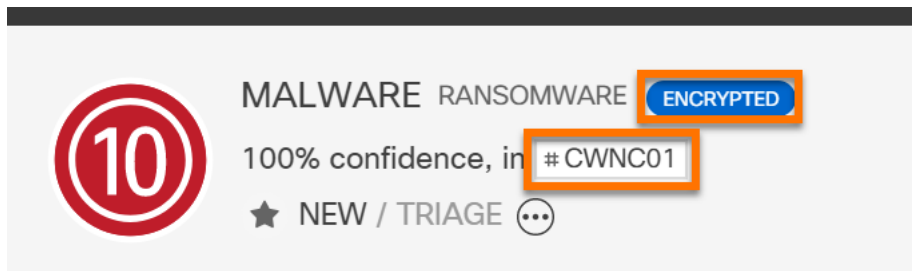 10
MALWARE RANSOMWARE ENCRYPTED
100% confidence, in # CWNC01
NEW / TRIAGE